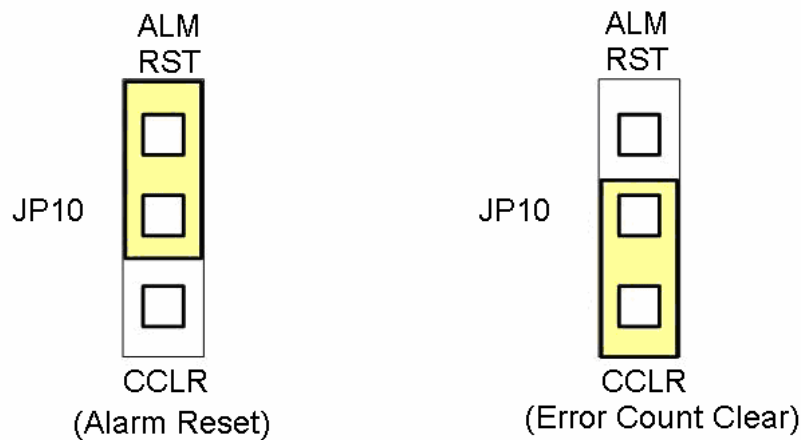 ALM
RST
JP10
CCLR
(Alarm Reset)
ALM
RST
JP10
CCLR
(Error Count Clear)